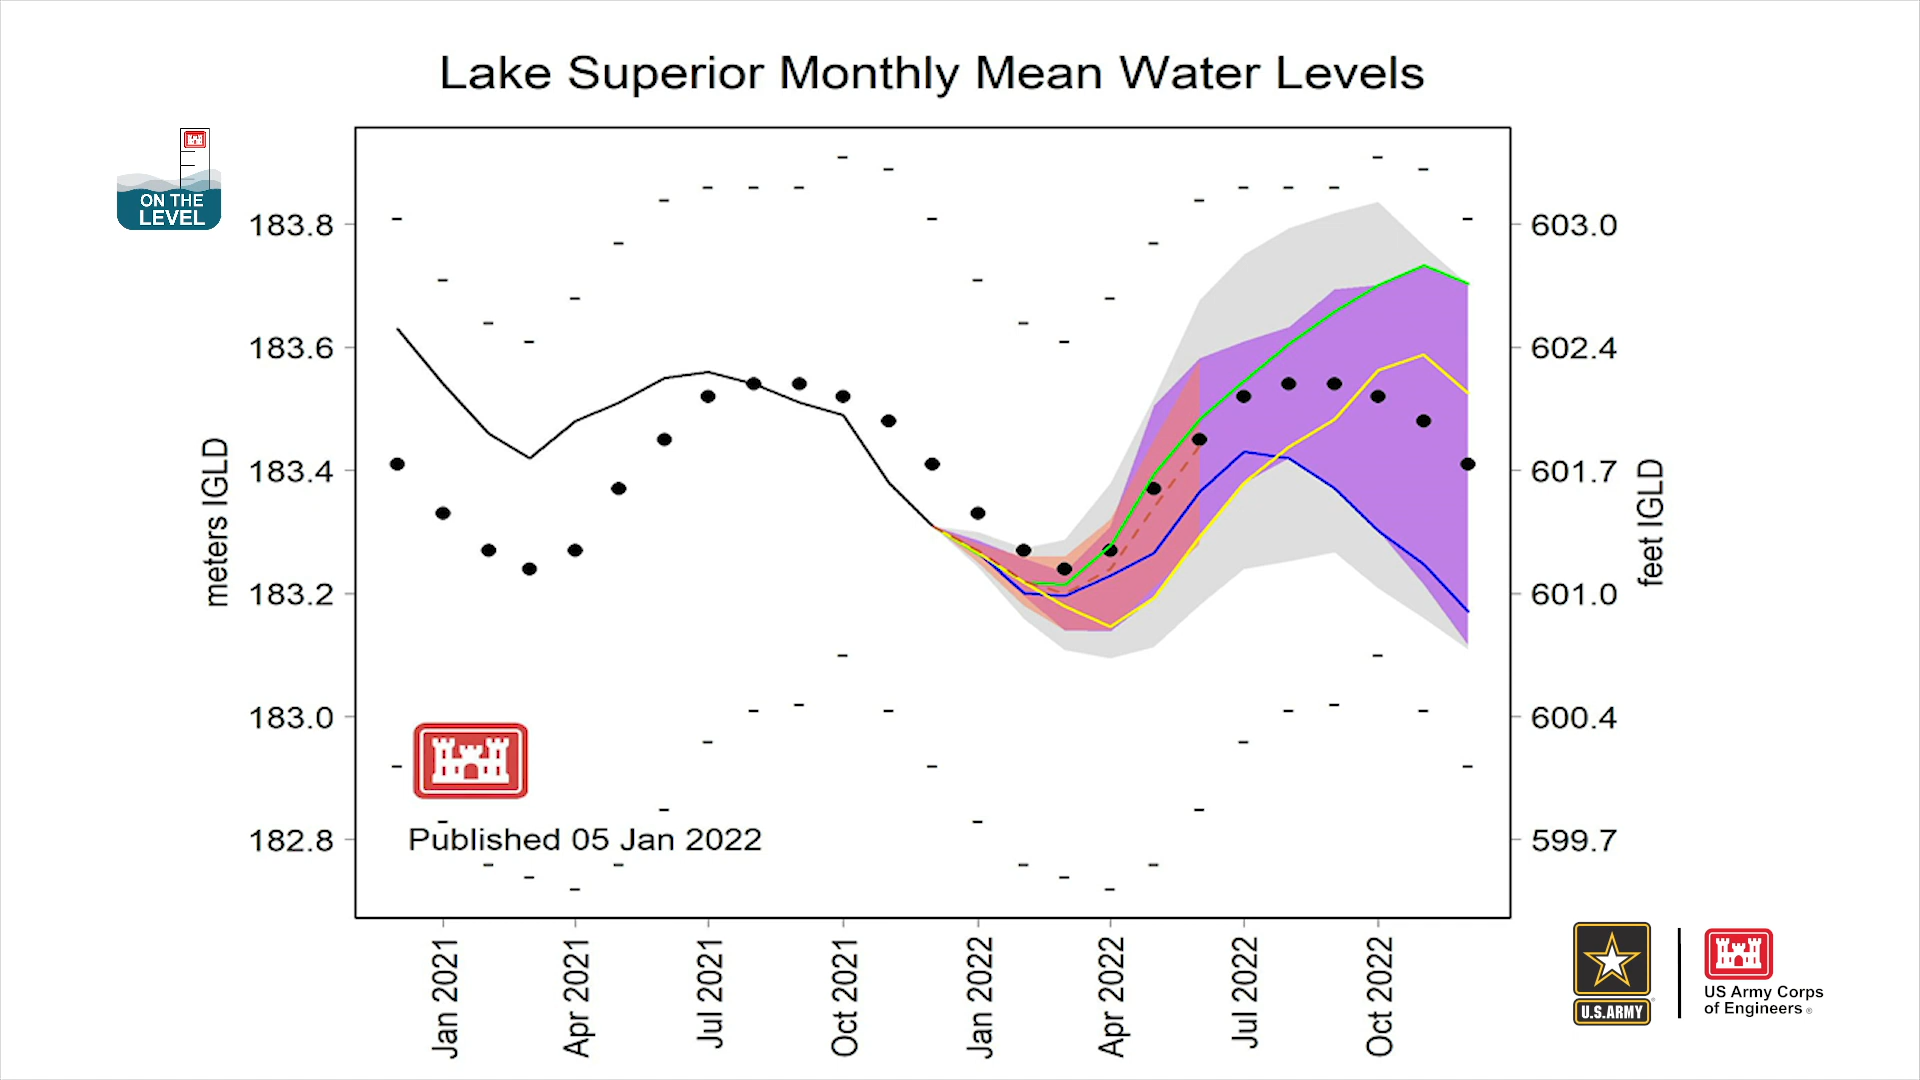 Lake Superior Monthly Mean Water Levels
ON THE
LEVEL
183.8
183.6
183.4
183.2
183.0
182.8
meters IGLD
603.0
602.4
601.7
601.0
600.4
599.7
feet IGLD
Published 05 Jan 2022
Jan 2021
Apr 2021
Jul 2021
Oct 2021
Jan 2022
Apr 2022
Jul 2022
Oct 2022
U.S.ARMY
US Army Corps
of Engineers®